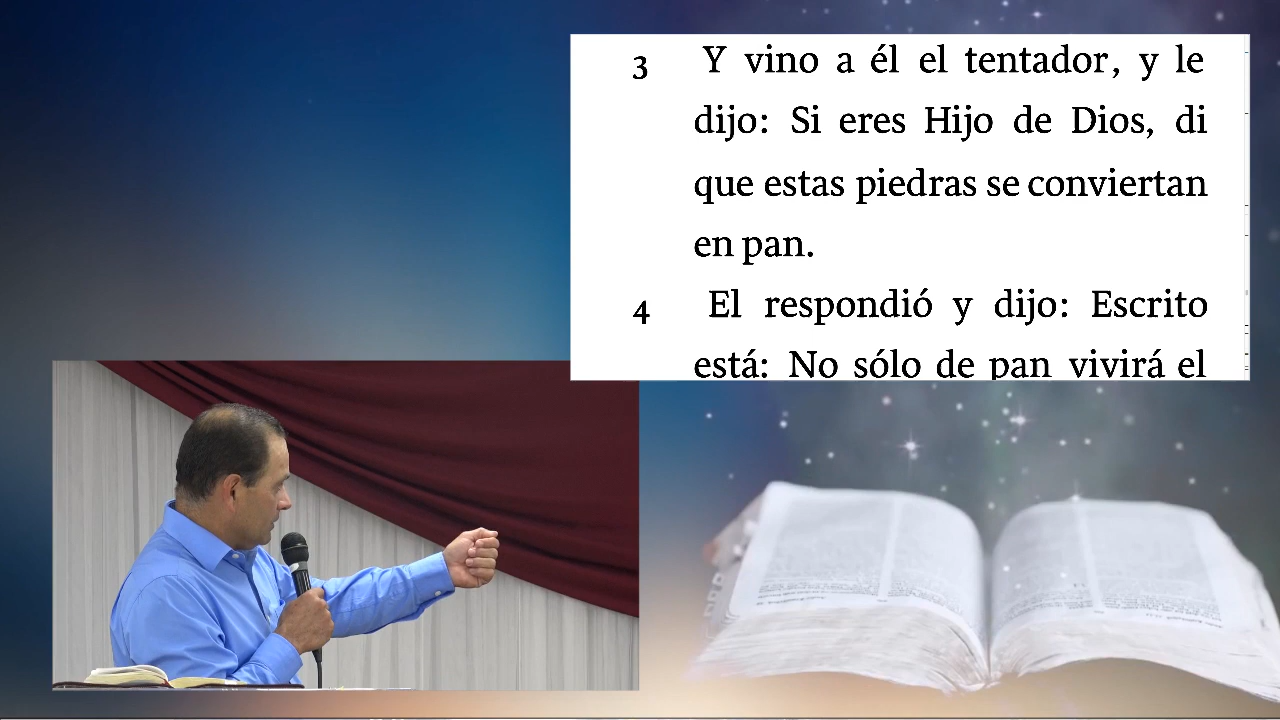 3 Y vino a él el tentador, y le
dijo: Si eres Hijo de Dios, di
que estas piedras se conviertan
en pan.
4 El respondió y dijo: Escrito
está: No sólo de pan vivirá el